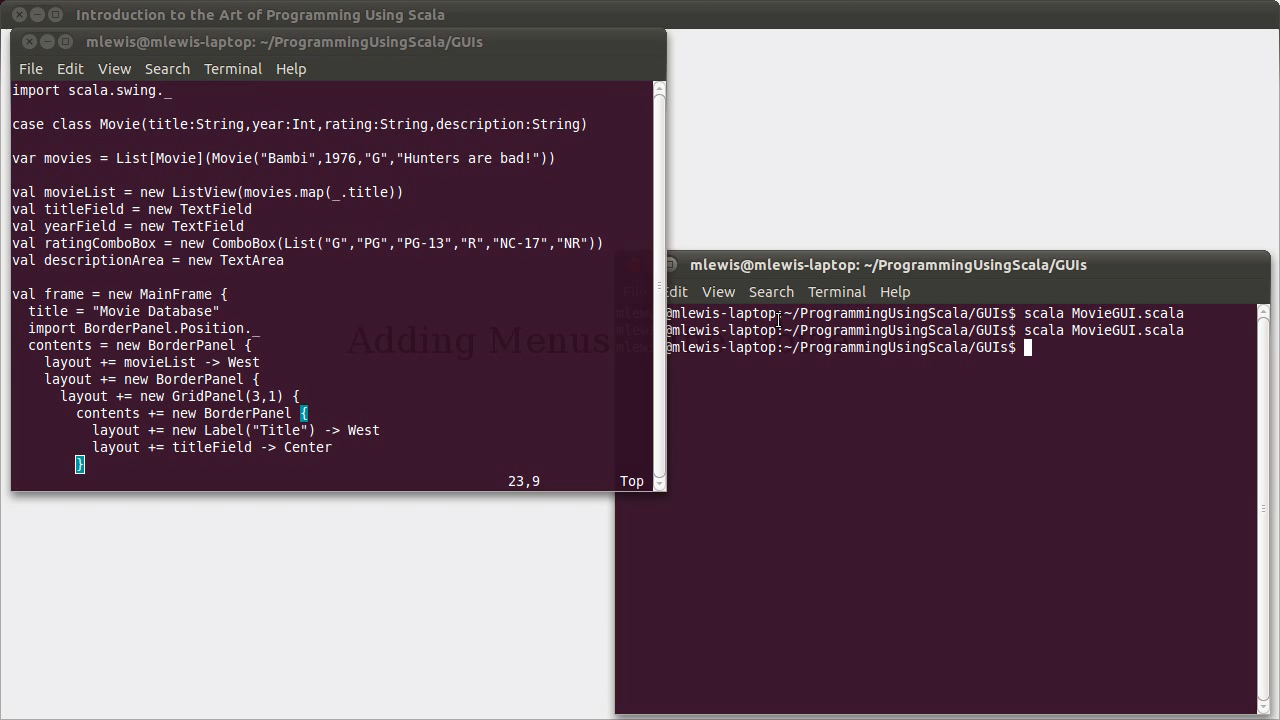 Introduction to the Art of Programming Using Scala
mlewis@mlewis-laptop: ~/ProgrammingUsingScala/GUIs
File Edit View Search Terminal Help
import scala.swing._
case class Movie(title:String,year:Int,rating:String,description:String)
var movies = List[Movie](Movie("Bambi",1976,"G","Hunters are bad!"))
val movieList = new ListView(movies.map(_.title))
val titleField = new TextField
val yearField = new TextField
val ratingComboBox = new ComboBox(List("G","PG","PG-13","R","NC-17","NR"))
val descriptionArea = new TextArea
val frame = new MainFrame {
title = "Movie Database"
import BorderPanel.Position._
contents = new BorderPanel {
layout += movieList -> West
layout += new BorderPanel {
layout += new GridPanel(3,1) {
contents += new BorderPanel {
layout += new Label("Title") -> West
layout += titleField -> Center
}
23,9 Top
Adding Menus
mlewis@mlewis-laptop: ~/ProgrammingUsingScala/GUIs
Edit View Search Terminal Help
mlewis@mlewis-laptop:~/ProgrammingUsingScala/GUIs$ scala MovieGUI.scala
mlewis@mlewis-laptop:~/ProgrammingUsingScala/GUIs$ scala MovieGUI.scala
mlewis@mlewis-laptop:~/ProgrammingUsingScala/GUIs$